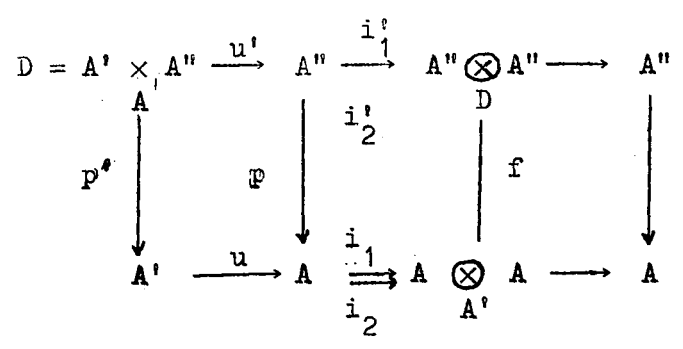 i'₁
D = A' × A'' u' A'' A'' ⊗ A'' A''
A i'₂ D
p' p f
i₁
A' u A A ⊗ A A
i₂ A'